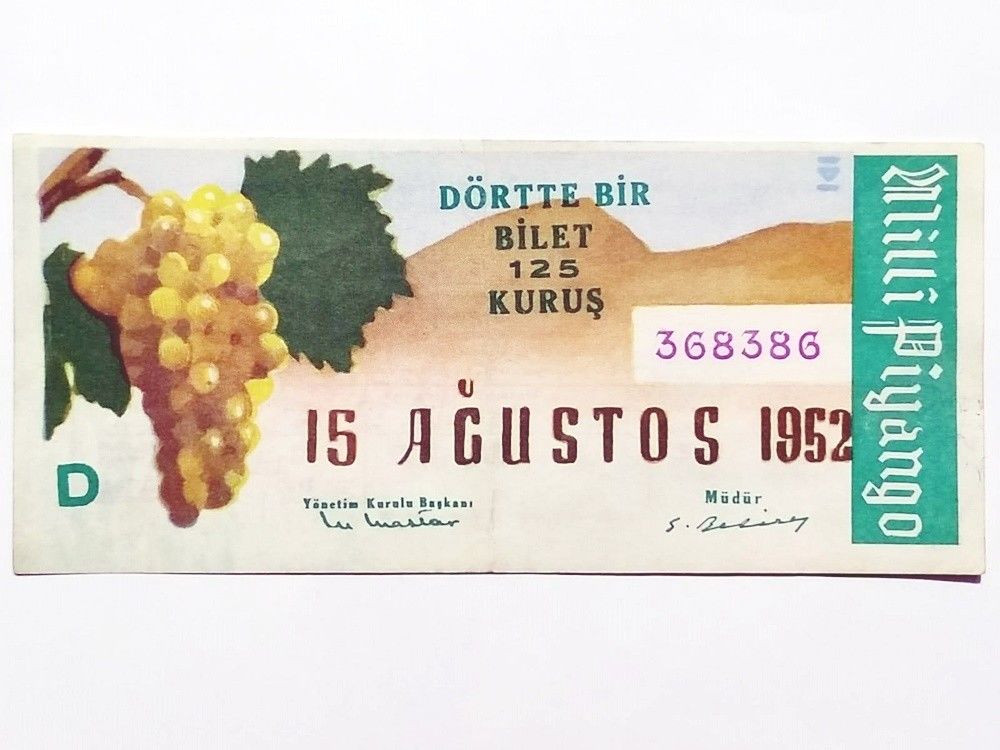 DÖRTTE BİR
BİLET
125
KURUŞ
368386
15 AĞUSTOS 1952
D
Yönetim Kurulu Başkanı
Müdür
Milli Piyango